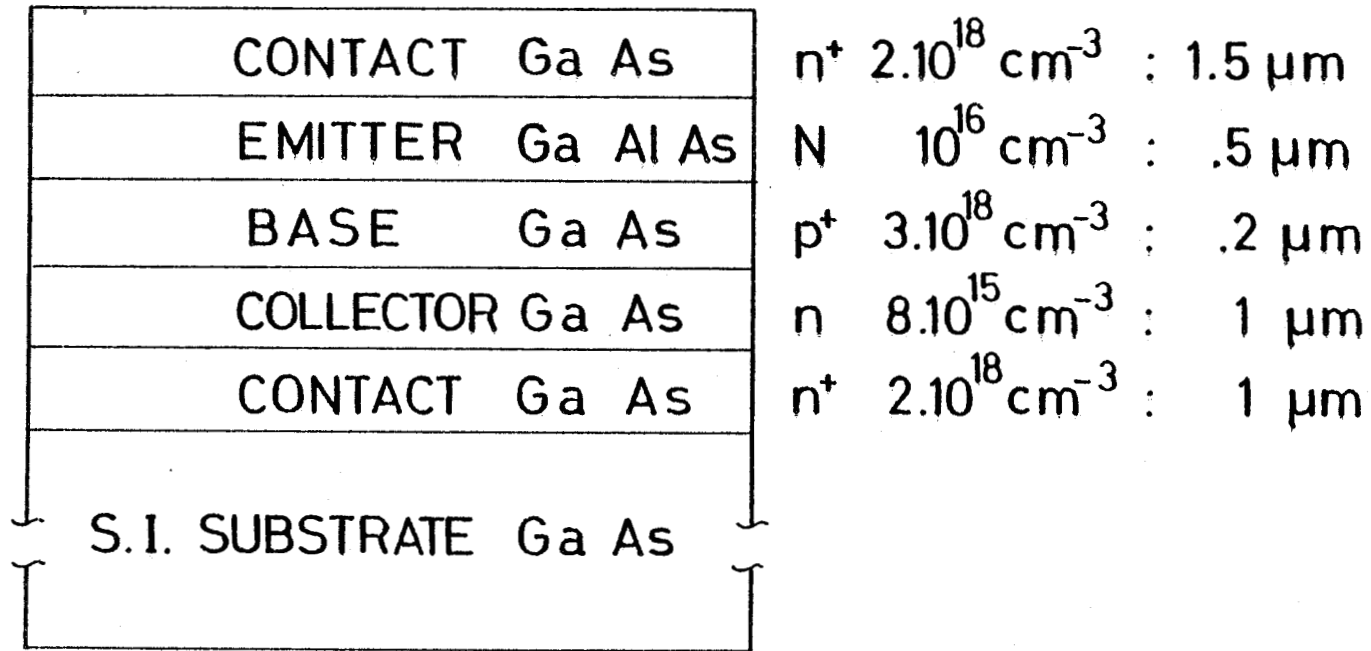 CONTACT Ga As n⁺ 2.10¹⁸ cm⁻³ : 1.5 µm
EMITTER Ga Al As N 10¹⁶ cm⁻³ : .5 µm
BASE Ga As p⁺ 3.10¹⁸ cm⁻³ : .2 µm
COLLECTOR Ga As n 8.10¹⁵ cm⁻³ : 1 µm
CONTACT Ga As n⁺ 2.10¹⁸ cm⁻³ : 1 µm
S.I. SUBSTRATE Ga As